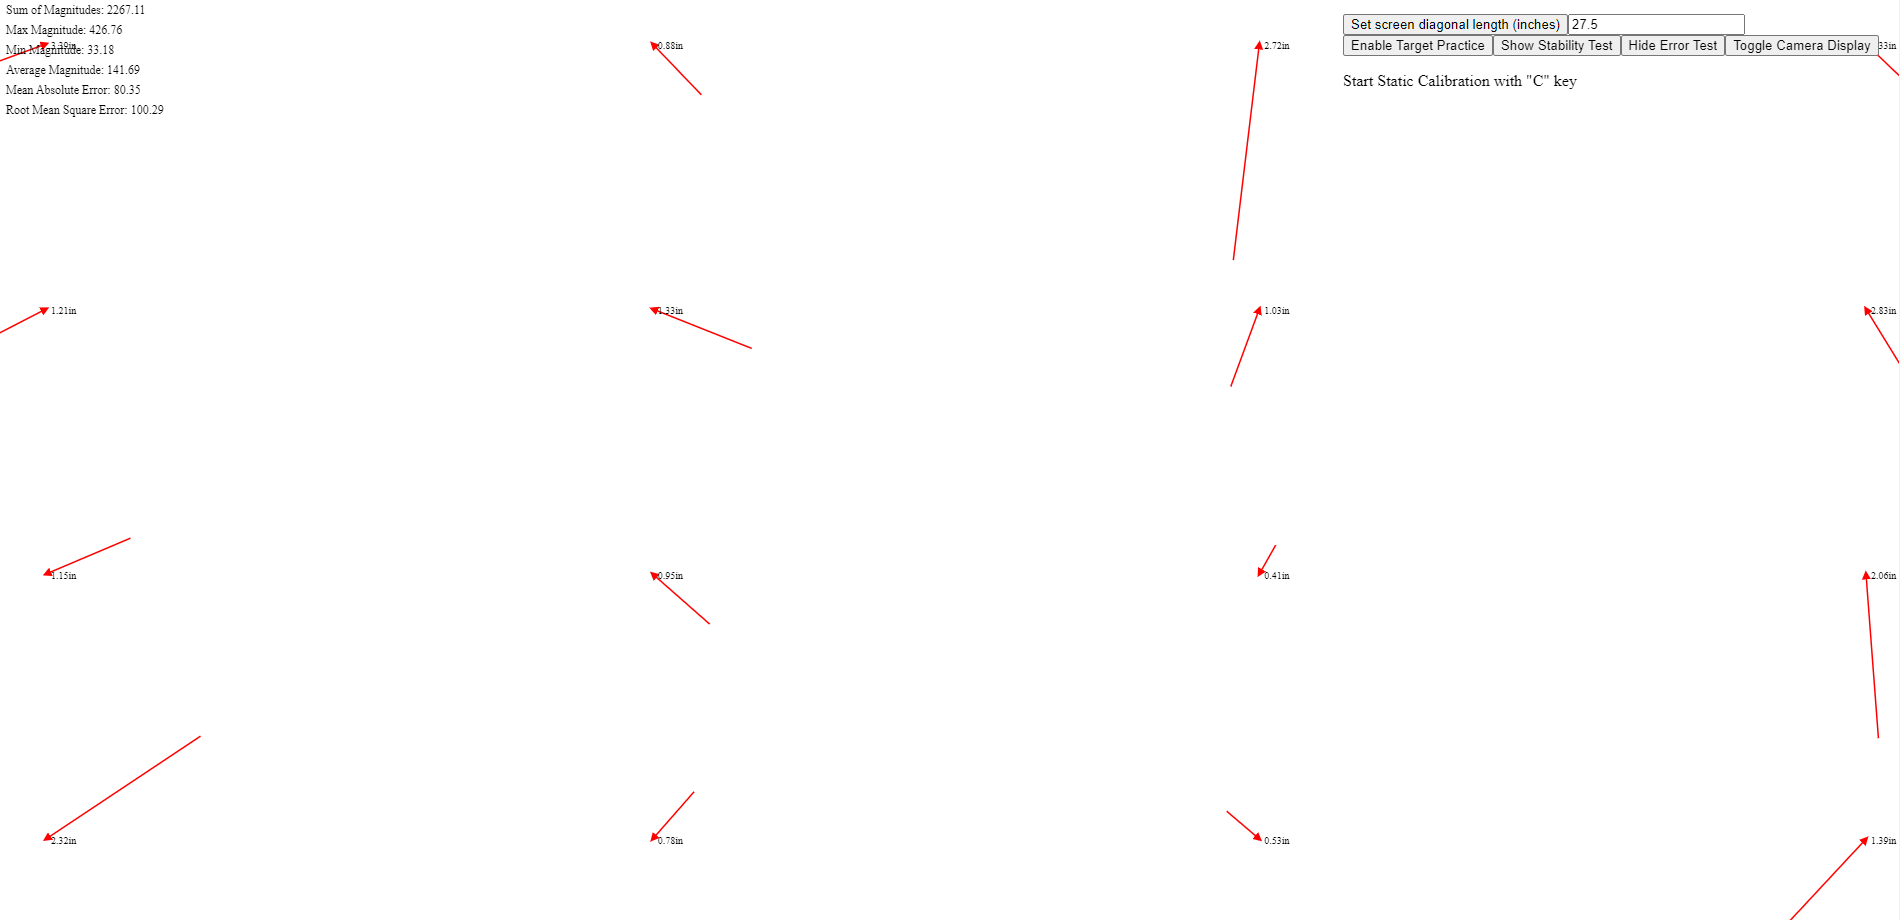 Sum of Magnitudes: 2267.11
Max Magnitude: 426.76
Min Magnitude: 33.18
Average Magnitude: 141.69
Mean Absolute Error: 80.35
Root Mean Square Error: 100.29
Set screen diagonal length (inches) 27.5
Enable Target Practice Show Stability Test Hide Error Test Toggle Camera Display
Start Static Calibration with "C" key
3.39in 0.88in 2.72in 33in
1.21in 1.33in 1.03in 2.83in
1.15in 0.95in 0.41in 2.06in
2.32in 0.78in 0.53in 1.39in